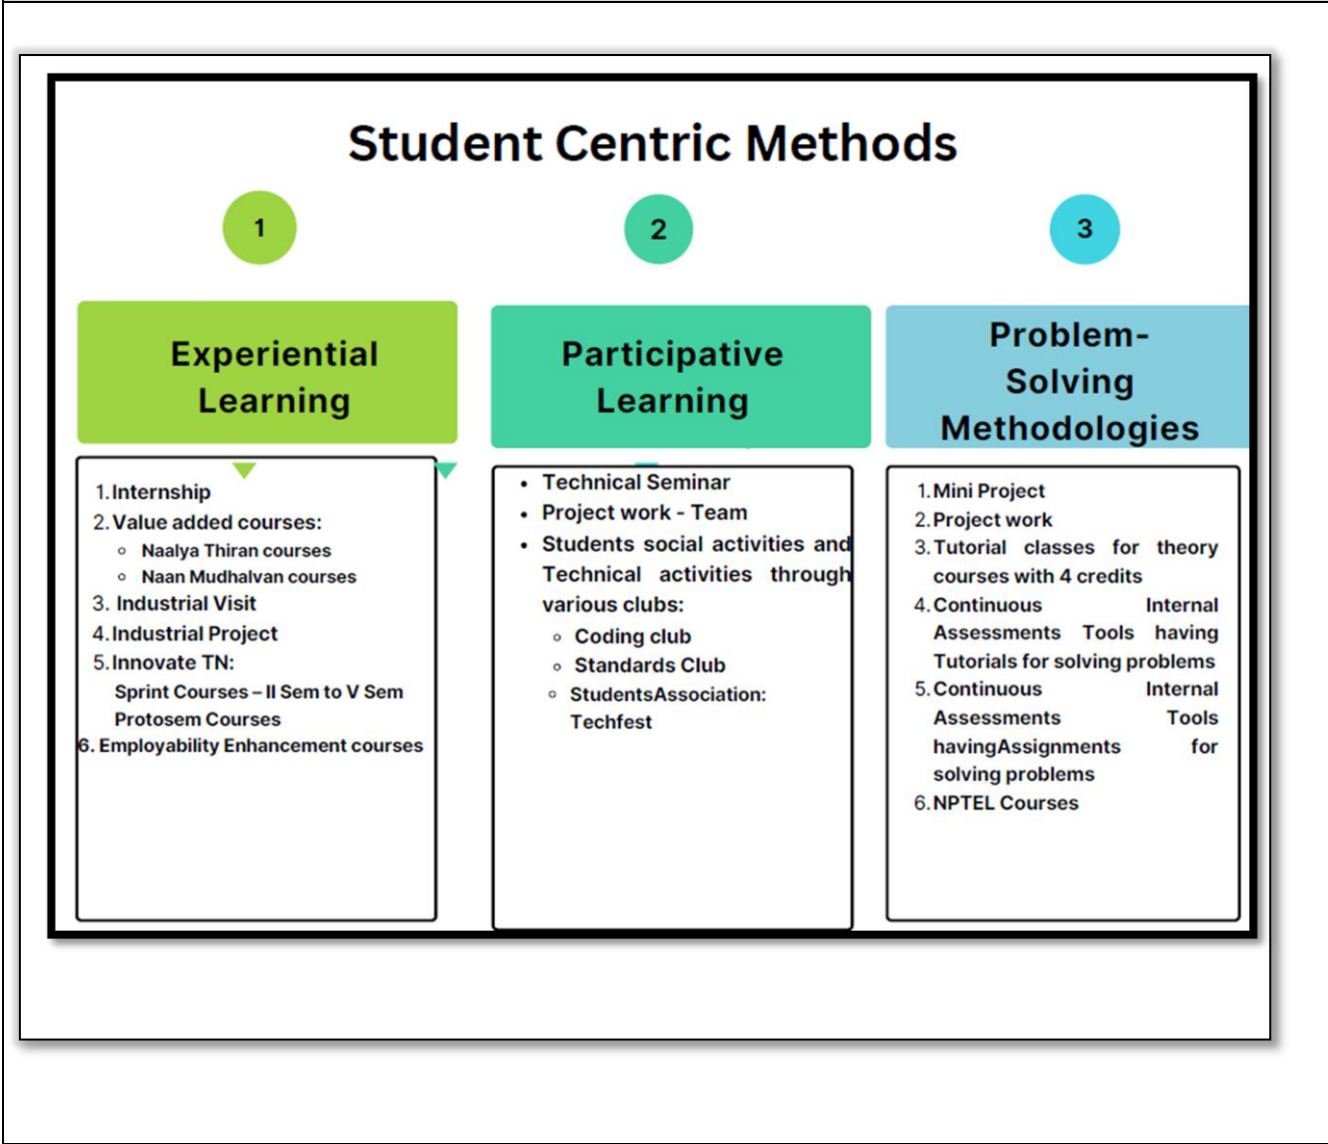 Student Centric Methods
1
Experiential
Learning
1. Internship
2. Value added courses:
Naalya Thiran courses
Naan Mudhalvan courses
3. Industrial Visit
4. Industrial Project
5. Innovate TN:
Sprint Courses – II Sem to V Sem
Protosem Courses
6. Employability Enhancement courses
2
Participative
Learning
Technical Seminar
Project work - Team
Students social activities and
Technical activities through
various clubs:
Coding club
Standards Club
StudentsAssociation:
Techfest
3
Problem-
Solving
Methodologies
1. Mini Project
2. Project work
3. Tutorial classes for theory
courses with 4 credits
4. Continuous Internal
Assessments Tools having
Tutorials for solving problems
5. Continuous Internal
Assessments Tools
havingAssignments for
solving problems
6. NPTEL Courses